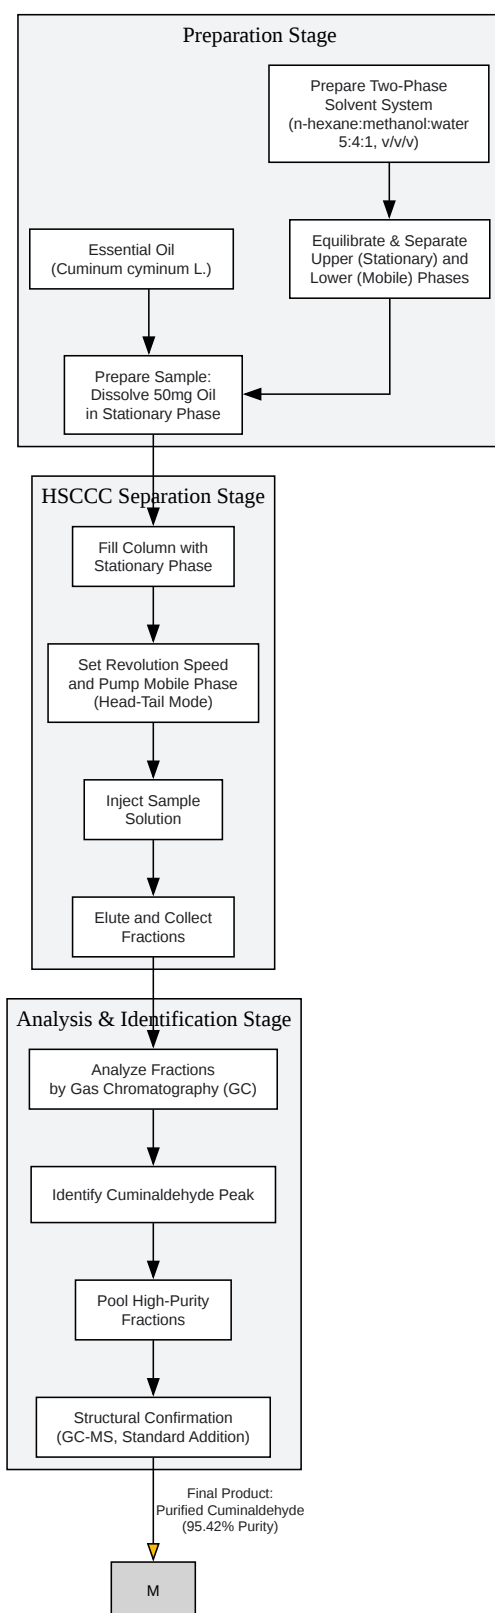 Preparation Stage
Prepare Two-Phase
Solvent System
(n-hexane:methanol:water
5:4:1, v/v/v)
Equilibrate & Separate
Upper (Stationary) and
Lower (Mobile) Phases
Essential Oil
(Cuminum cyminum L.)
Prepare Sample:
Dissolve 50mg Oil
in Stationary Phase
HSCCC Separation Stage
Fill Column with
Stationary Phase
Set Revolution Speed
and Pump Mobile Phase
(Head-Tail Mode)
Inject Sample
Solution
Elute and Collect
Fractions
Analysis & Identification Stage
Analyze Fractions
by Gas Chromatography (GC)
Identify Cuminaldehyde Peak
Pool High-Purity
Fractions
Structural Confirmation
(GC-MS, Standard Addition)
Final Product:
Purified Cuminaldehyde
(95.42% Purity)
M